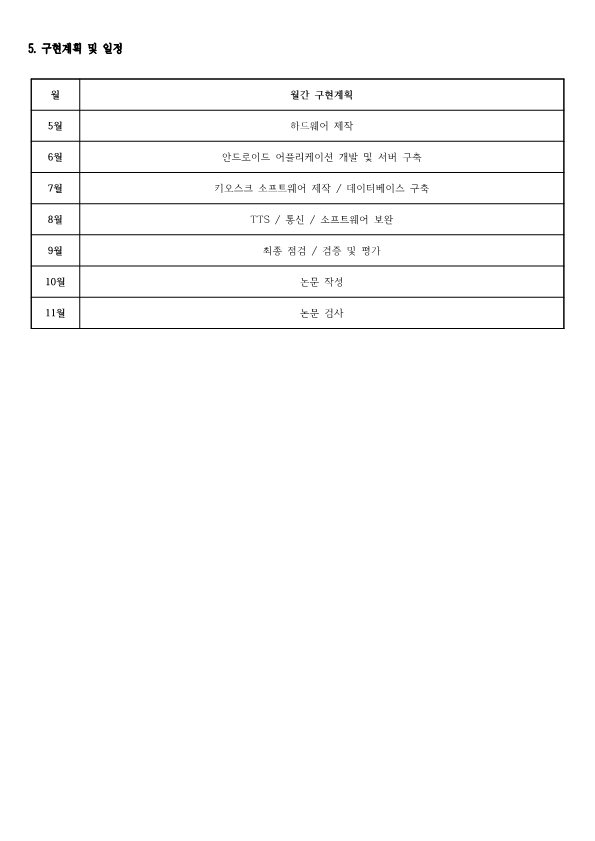 5. 구현계획 및 일정
월 월간 구현계획
5월 하드웨어 제작
6월 안드로이드 어플리케이션 개발 및 서버 구축
7월 키오스크 소프트웨어 제작 / 데이터베이스 구축
8월 TTS / 통신 / 소프트웨어 보완
9월 최종 점검 / 검증 및 평가
10월 논문 작성
11월 논문 검사